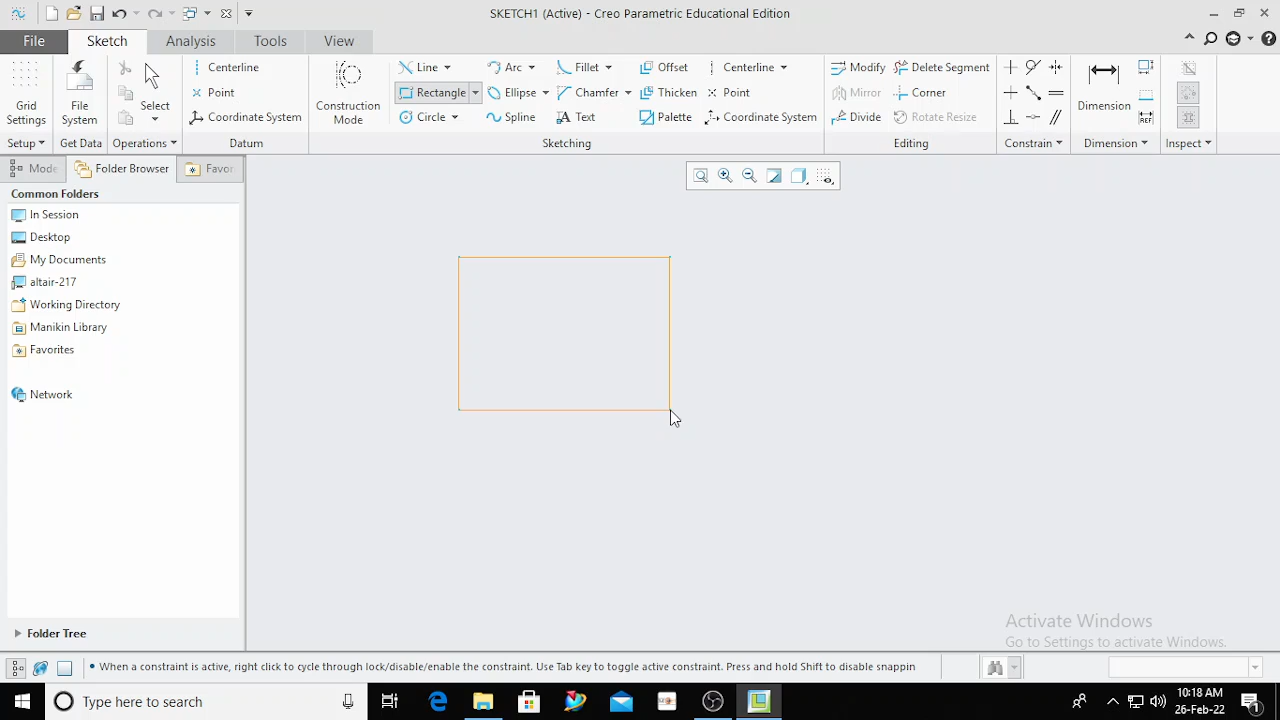 SKETCH1 (Active) - Creo Parametric Educational Edition
File Sketch Analysis Tools View
Grid Settings
File System
Select
Centerline
Point
Coordinate System
Construction Mode
Line Arc Fillet Offset Centerline
Rectangle Ellipse Chamfer Thicken Point
Circle Spline Text Palette Coordinate System
Modify Delete Segment
Mirror Corner
Divide Rotate Resize
Dimension
Setup Get Data Operations Datum Sketching Editing Constrain Dimension Inspect
Mode Folder Browser Favor
Common Folders
In Session
Desktop
My Documents
altair-217
Working Directory
Manikin Library
Favorites
Network
Folder Tree
Activate Windows
Go to Settings to activate Windows.
• When a constraint is active, right click to cycle through lock/disable/enable the constraint. Use Tab key to toggle active constraint. Press and hold Shift to disable snappin
Type here to search
10:18 AM
26-Feb-22
1